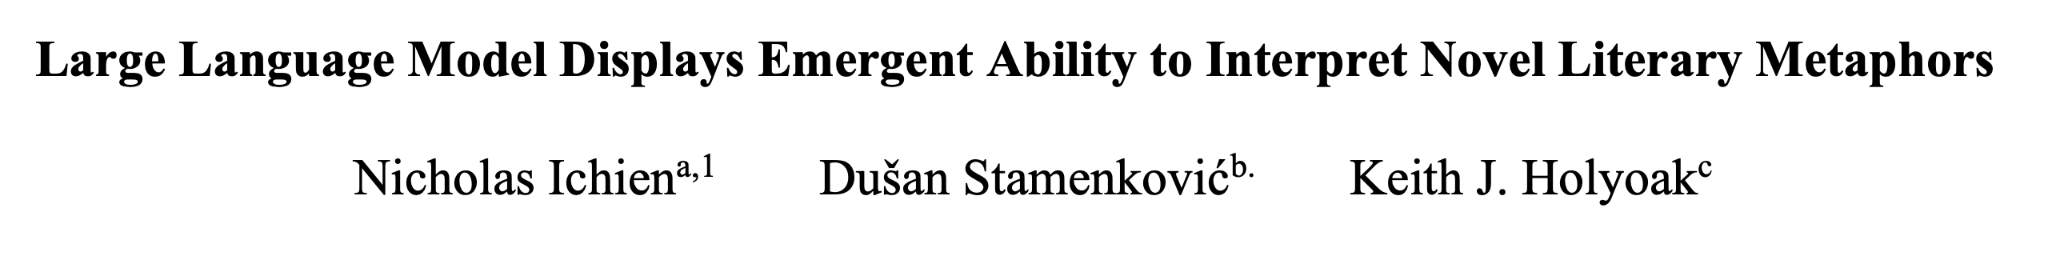 Large Language Model Displays Emergent Ability to Interpret Novel Literary Metaphors
Nicholas Ichienᵃ,¹ Dušan Stamenkovićᵇ. Keith J. Holyoakᶜ